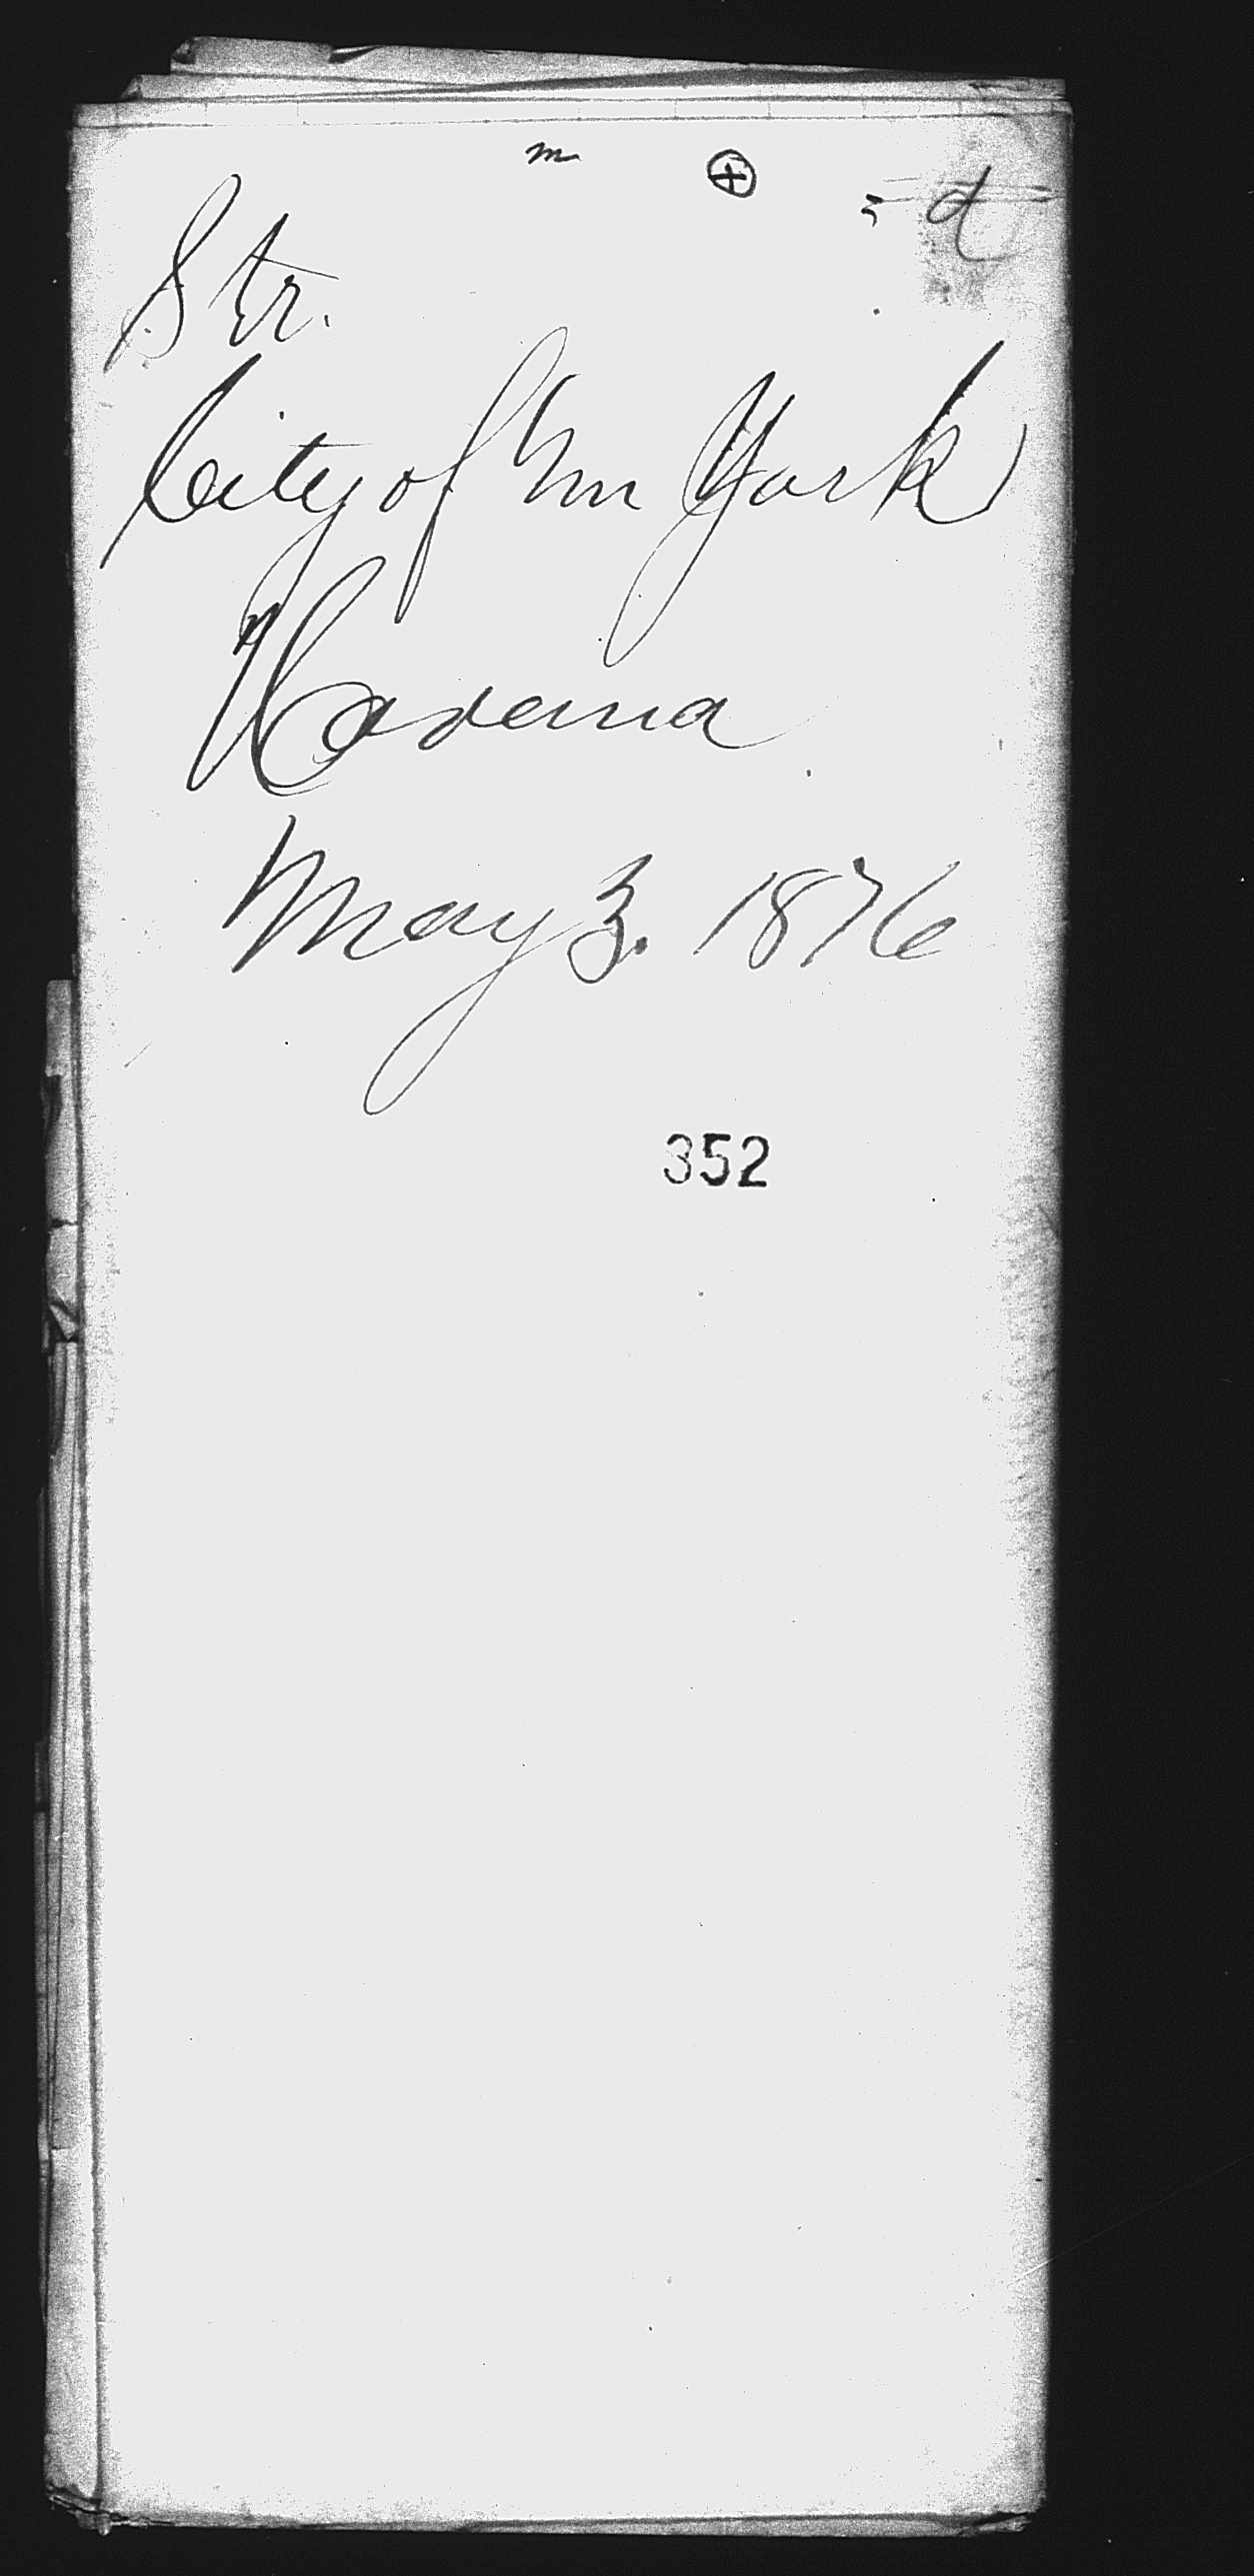 m
Str.
City of New York
Havana
May 3. 1876
352